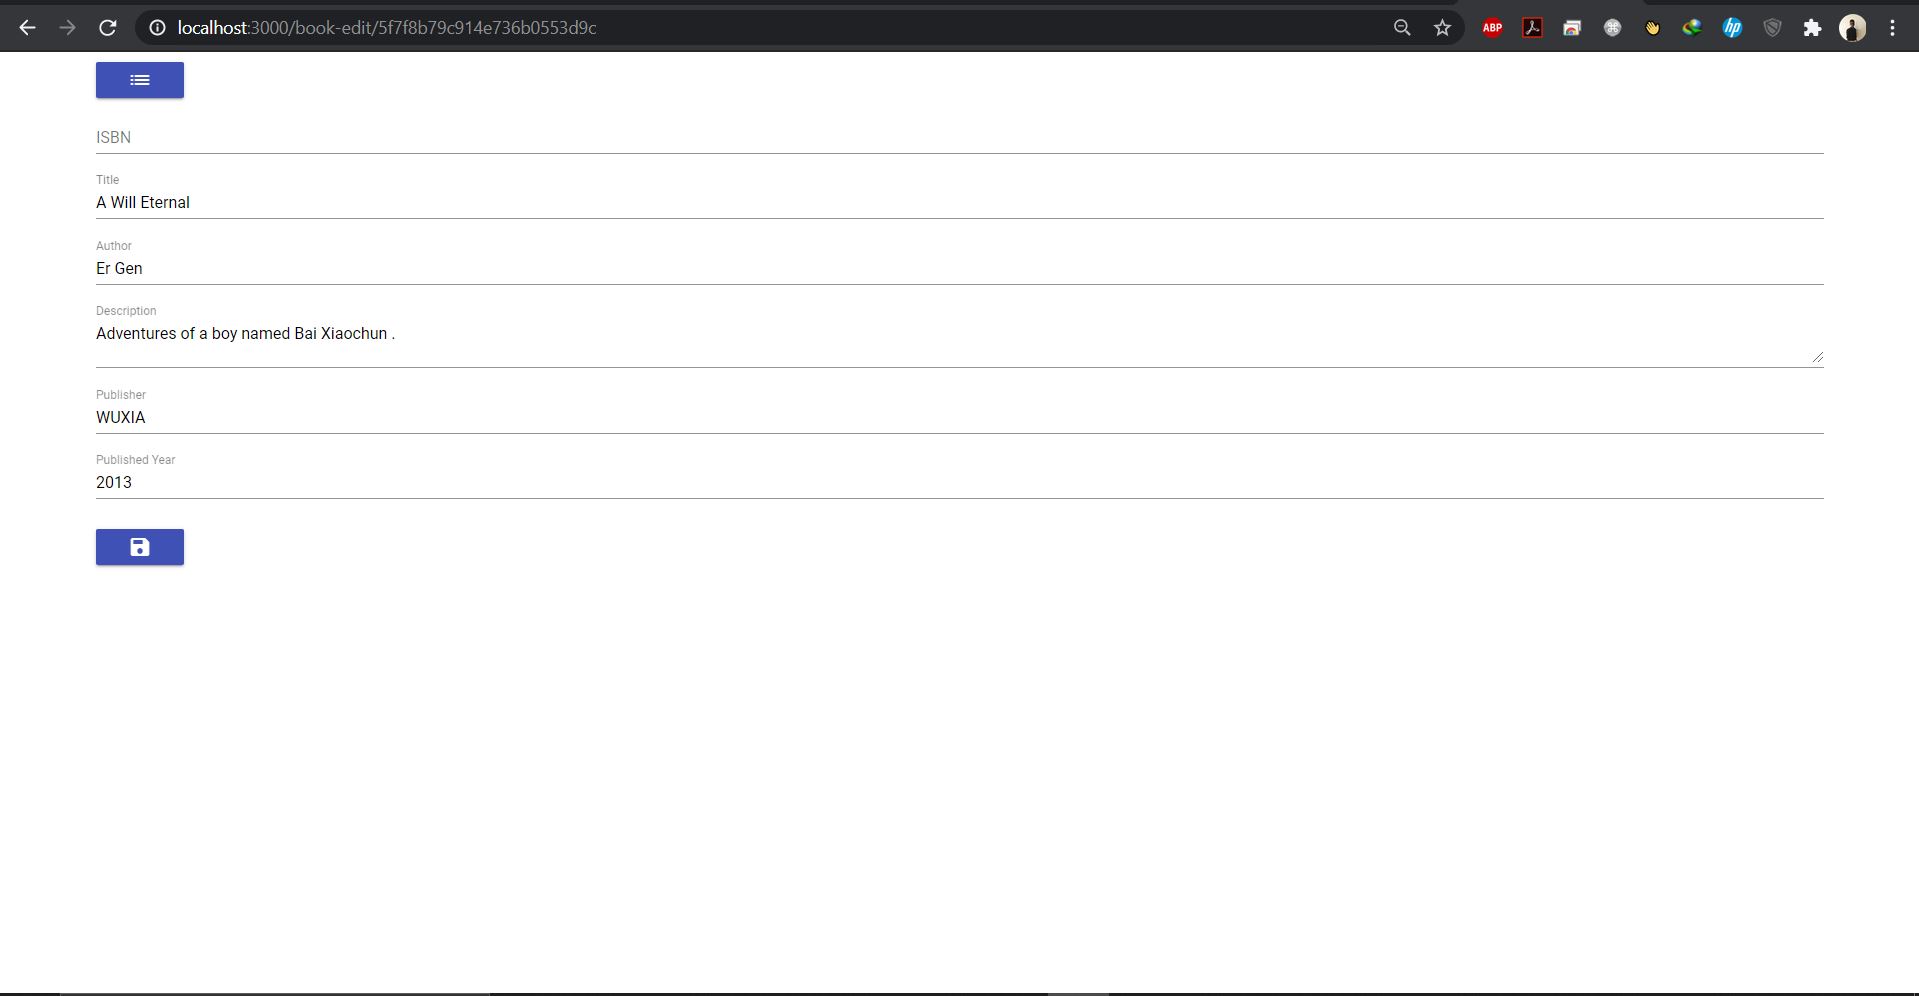 localhost:3000/book-edit/5f7f8b79c914e736b0553d9c
ABP
hp
ISBN
Title
A Will Eternal
Author
Er Gen
Description
Adventures of a boy named Bai Xiaochun .
Publisher
WUXIA
Published Year
2013